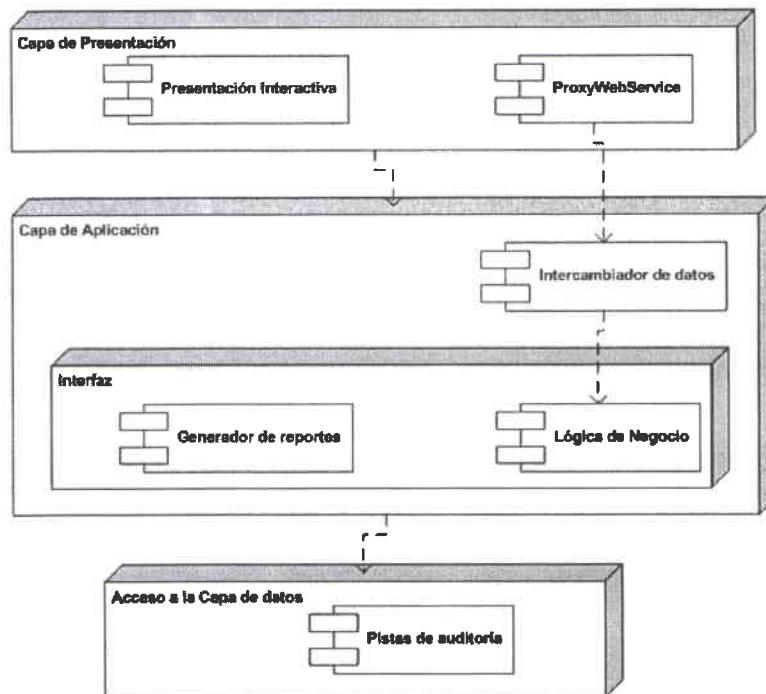 Capa de Presentación
Presentación Interactiva
ProxyWebService
Capa de Aplicación
Intercambiador de datos
Interfaz
Generador de reportes
Lógica de Negocio
Acceso a la Capa de datos
Pistas de auditoría